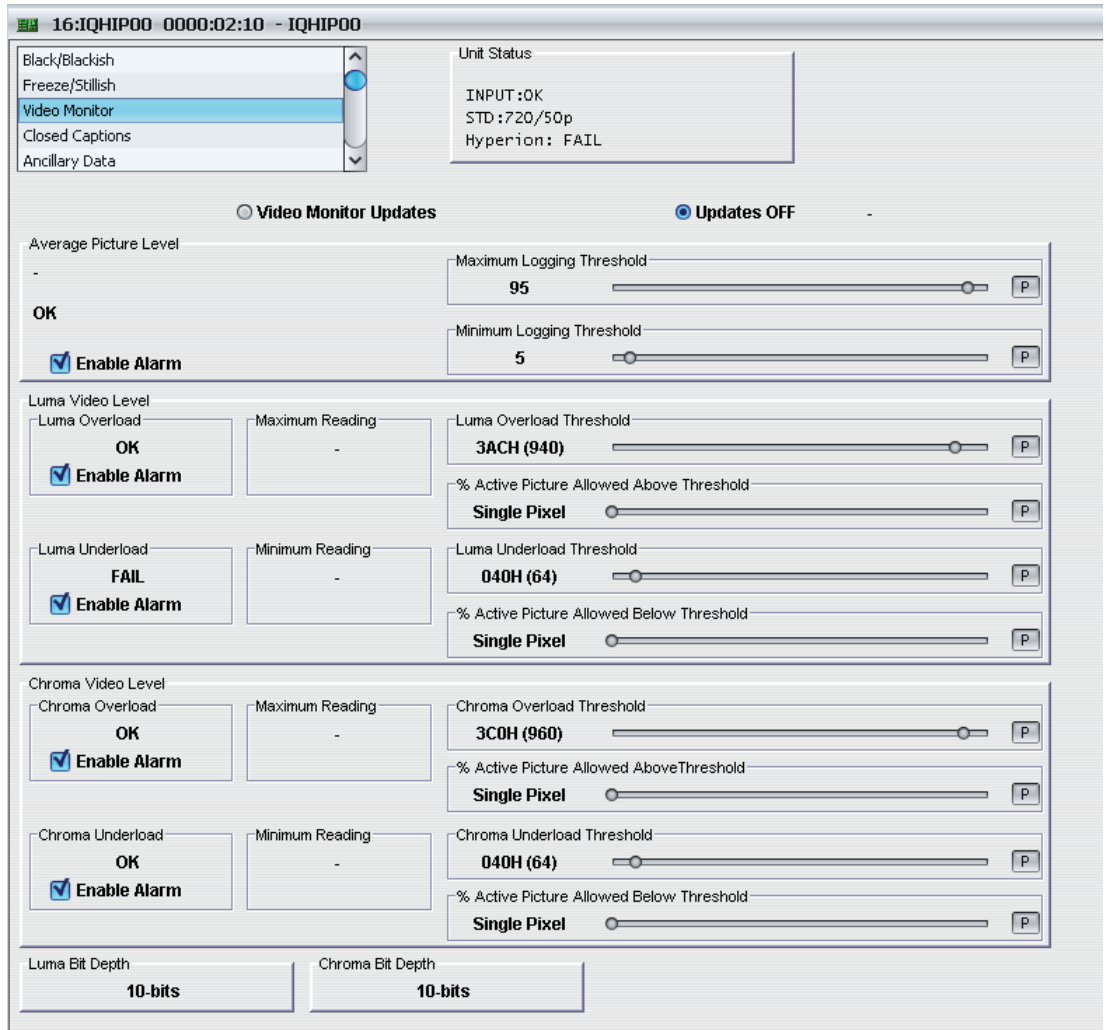 16:IQHIP00 0000:02:10 - IQHIP00
Black/Blackish
Freeze/Stillish
Video Monitor
Closed Captions
Ancillary Data
Unit Status
INPUT:OK
STD:720/50p
Hyperion: FAIL
Video Monitor Updates
Updates OFF -
Average Picture Level
-
OK
Enable Alarm
Maximum Logging Threshold
95 P
Minimum Logging Threshold
5 P
Luma Video Level
Luma Overload
OK
Enable Alarm
Maximum Reading
-
Luma Overload Threshold
3ACH (940) P
% Active Picture Allowed Above Threshold
Single Pixel P
Luma Underload
FAIL
Enable Alarm
Minimum Reading
-
Luma Underload Threshold
040H (64) P
% Active Picture Allowed Below Threshold
Single Pixel P
Chroma Video Level
Chroma Overload
OK
Enable Alarm
Maximum Reading
-
Chroma Overload Threshold
3C0H (960) P
% Active Picture Allowed AboveThreshold
Single Pixel P
Chroma Underload
OK
Enable Alarm
Minimum Reading
-
Chroma Underload Threshold
040H (64) P
% Active Picture Allowed Below Threshold
Single Pixel P
Luma Bit Depth
10-bits
Chroma Bit Depth
10-bits